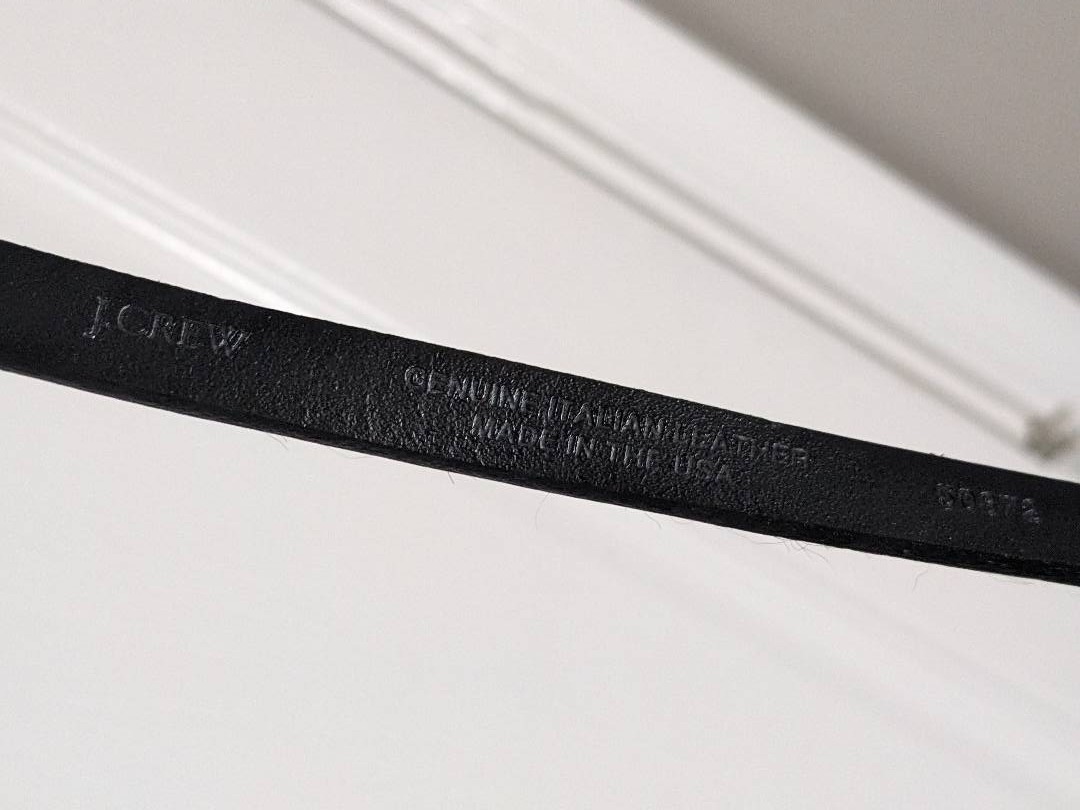 J.CREW
GENUINE ITALIAN LEATHER
MADE IN THE USA